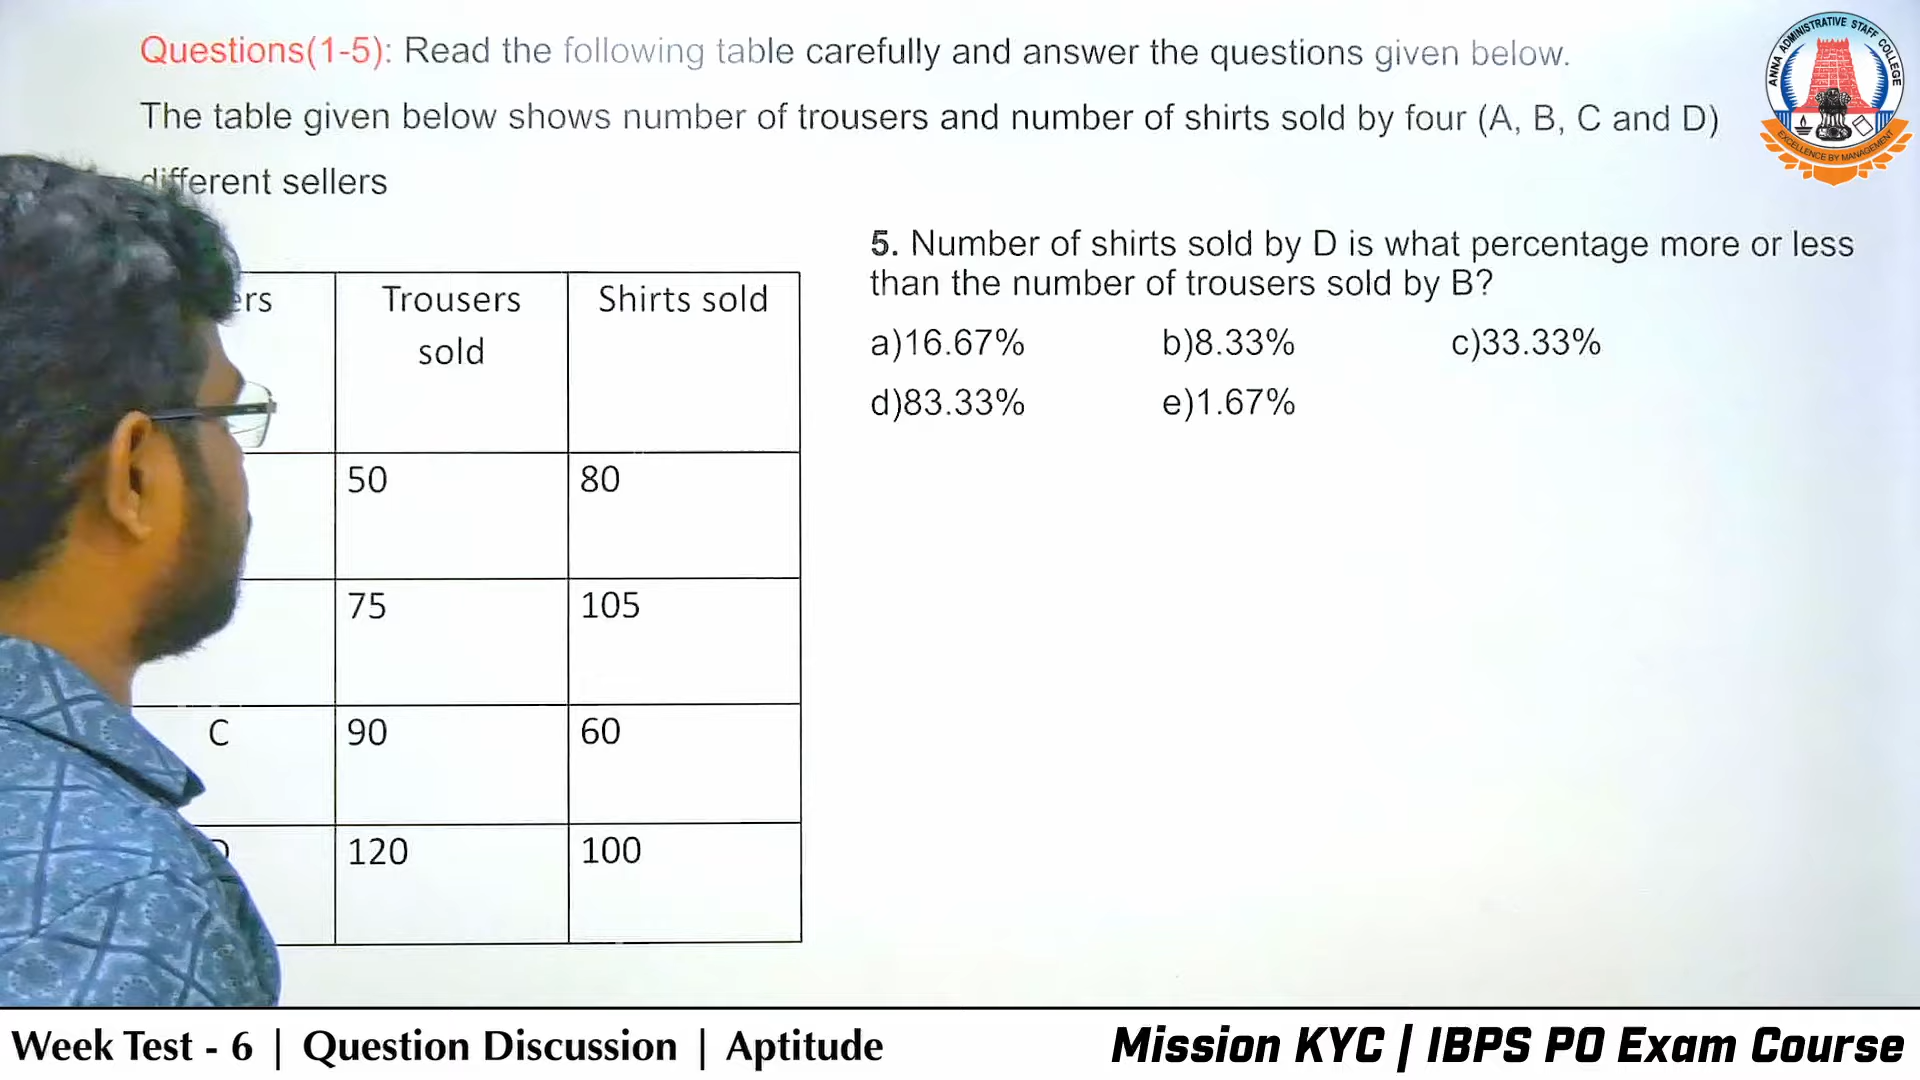 Questions(1-5): Read the following table carefully and answer the questions given below.
The table given below shows number of trousers and number of shirts sold by four (A, B, C and D)
different sellers
5. Number of shirts sold by D is what percentage more or less
than the number of trousers sold by B?
a)16.67% b)8.33% c)33.33%
d)83.33% e)1.67%
Trousers sold Shirts sold
50 80
75 105
C 90 60
D 120 100
ANNA ADMINISTRATIVE STAFF COLLEGE
EXCELLENCE BY MANAGEMENT
Week Test - 6 | Question Discussion | Aptitude
Mission KYC | IBPS PO Exam Course